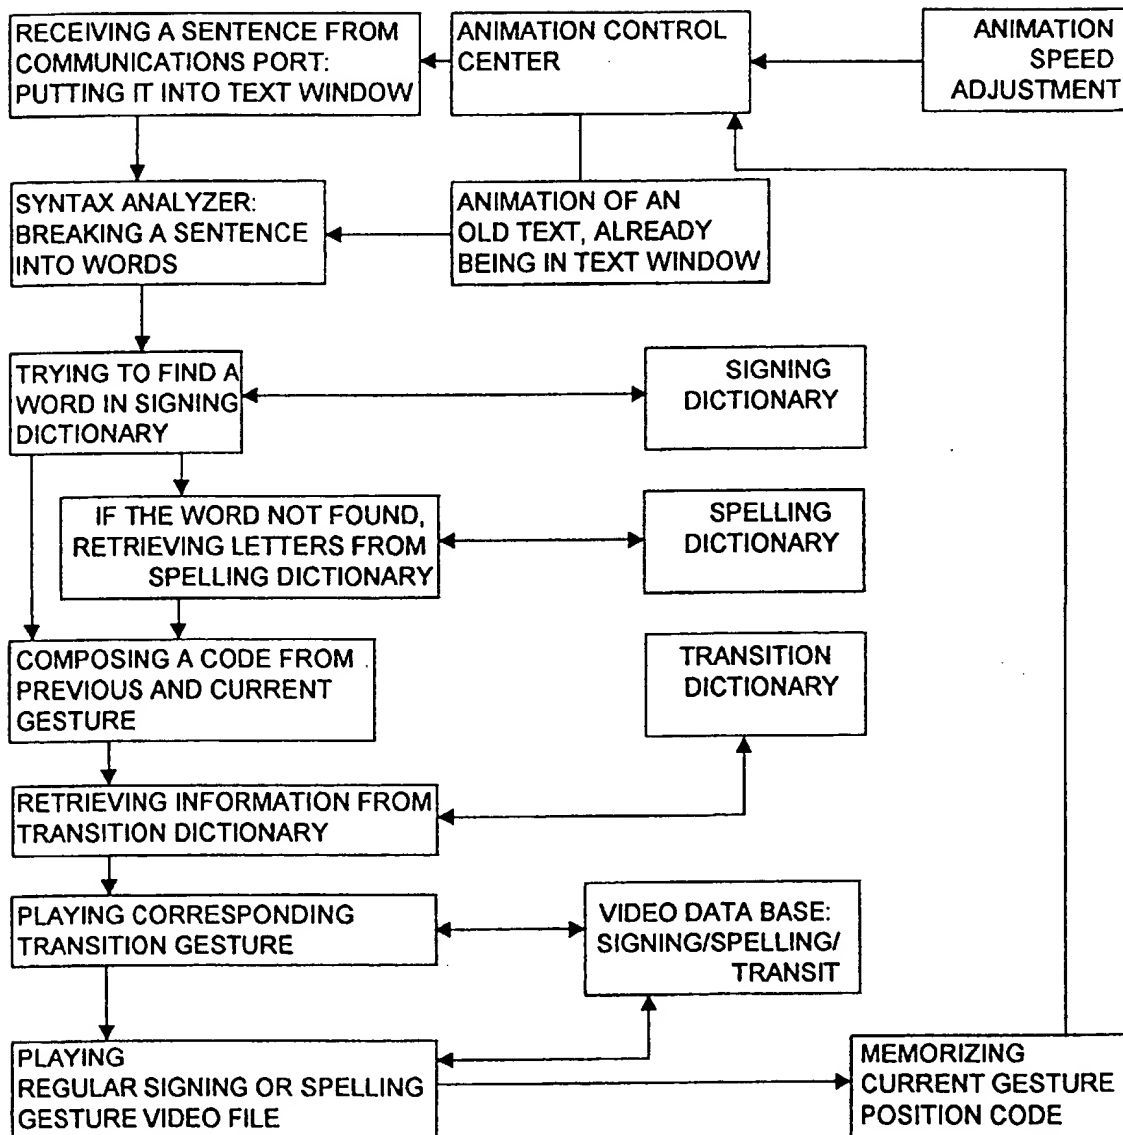 RECEIVING A SENTENCE FROM
COMMUNICATIONS PORT:
PUTTING IT INTO TEXT WINDOW
ANIMATION CONTROL
CENTER
ANIMATION
SPEED
ADJUSTMENT
SYNTAX ANALYZER:
BREAKING A SENTENCE
INTO WORDS
ANIMATION OF AN
OLD TEXT, ALREADY
BEING IN TEXT WINDOW
TRYING TO FIND A
WORD IN SIGNING
DICTIONARY
SIGNING
DICTIONARY
IF THE WORD NOT FOUND,
RETRIEVING LETTERS FROM
SPELLING DICTIONARY
SPELLING
DICTIONARY
COMPOSING A CODE FROM
PREVIOUS AND CURRENT
GESTURE
TRANSITION
DICTIONARY
RETRIEVING INFORMATION FROM
TRANSITION DICTIONARY
PLAYING CORRESPONDING
TRANSITION GESTURE
VIDEO DATA BASE:
SIGNING/SPELLING/
TRANSIT
PLAYING
REGULAR SIGNING OR SPELLING
GESTURE VIDEO FILE
MEMORIZING
CURRENT GESTURE
POSITION CODE